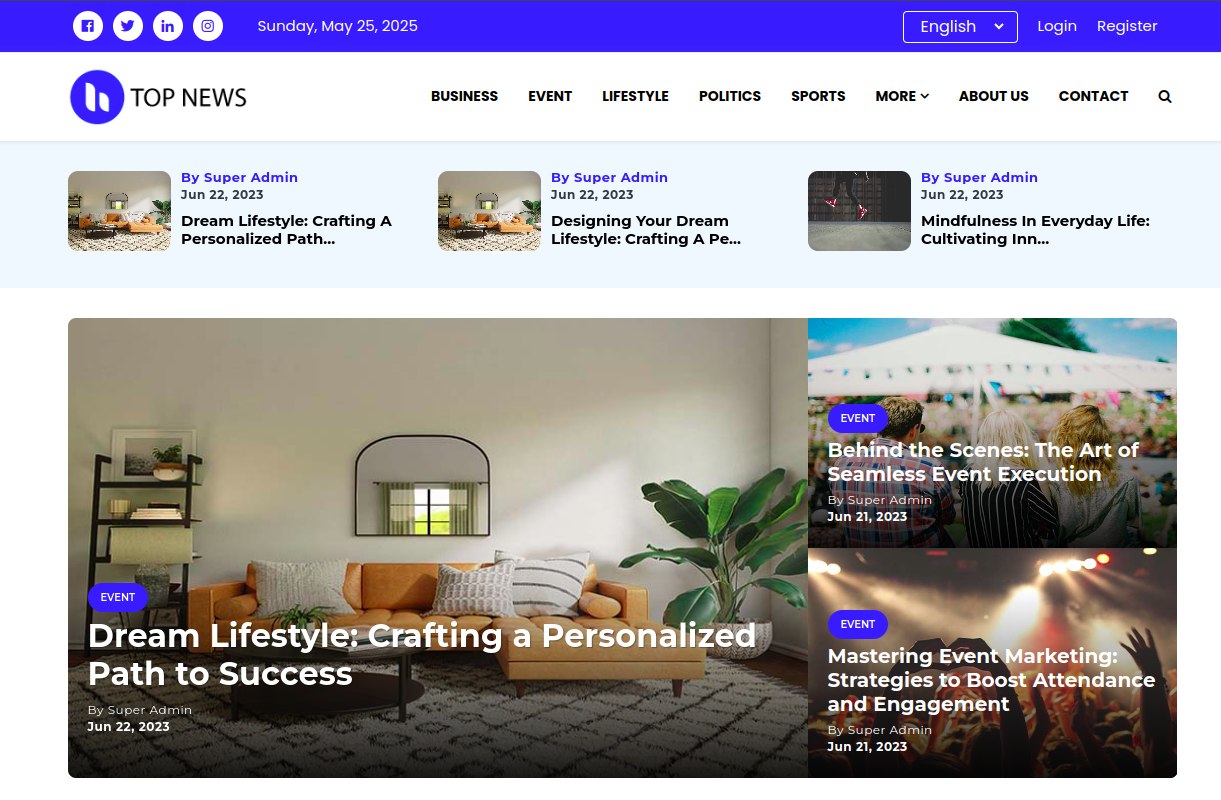 Sunday, May 25, 2025
English
Login
Register
TOP NEWS
BUSINESS
EVENT
LIFESTYLE
POLITICS
SPORTS
MORE
ABOUT US
CONTACT
By Super Admin
Jun 22, 2023
Dream Lifestyle: Crafting A
Personalized Path...
By Super Admin
Jun 22, 2023
Designing Your Dream
Lifestyle: Crafting A Pe...
By Super Admin
Jun 22, 2023
Mindfulness In Everyday Life:
Cultivating Inn...
EVENT
Dream Lifestyle: Crafting a Personalized
Path to Success
By Super Admin
Jun 22, 2023
EVENT
Behind the Scenes: The Art of
Seamless Event Execution
By Super Admin
Jun 21, 2023
EVENT
Mastering Event Marketing:
Strategies to Boost Attendance
and Engagement
By Super Admin
Jun 21, 2023